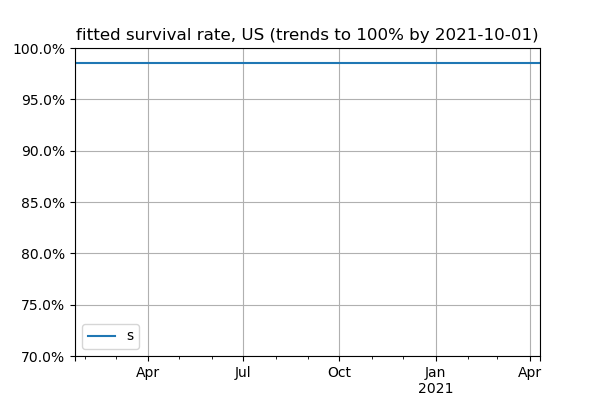 fitted survival rate, US (trends to 100% by 2021-10-01)
100.0%
95.0%
90.0%
85.0%
80.0%
75.0%
70.0%
s
Apr Jul Oct Jan Apr
2021